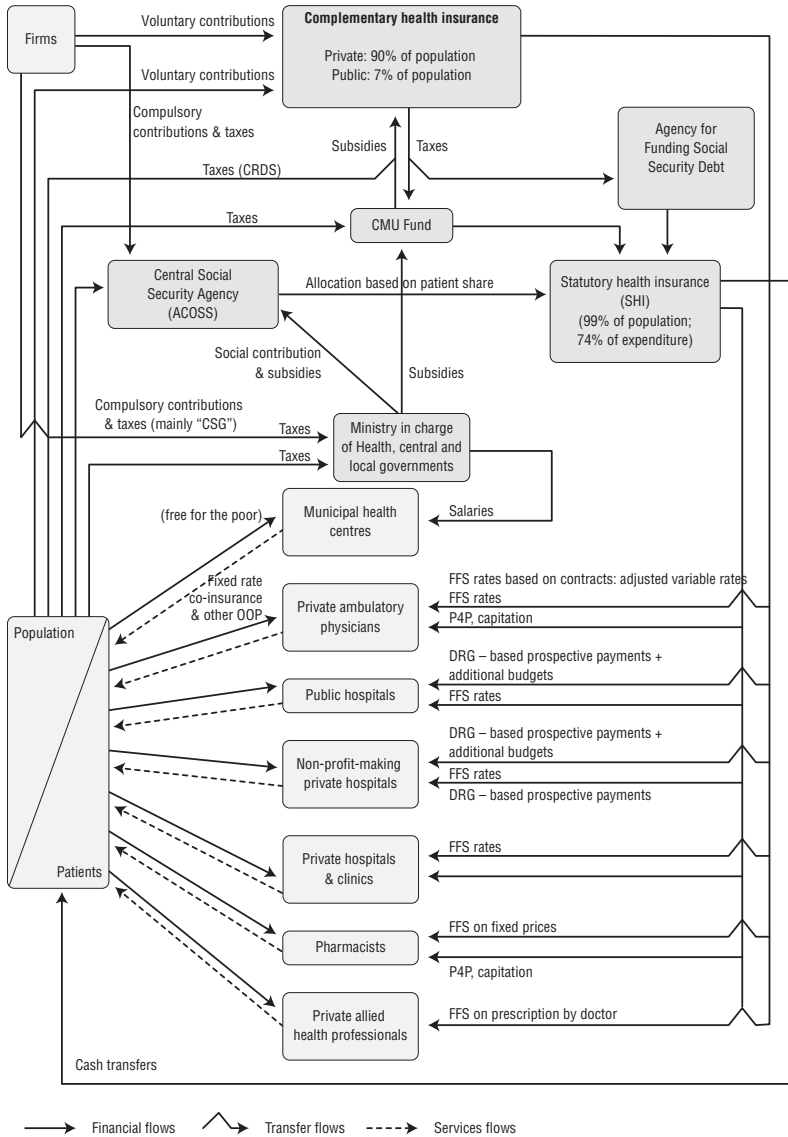 Firms
Voluntary contributions
Complementary health insurance
Private: 90% of population
Public: 7% of population
Voluntary contributions
Compulsory
contributions & taxes
Subsidies
Taxes
Agency for
Funding Social
Security Debt
Taxes (CRDS)
Taxes
CMU Fund
Central Social
Security Agency
(ACOSS)
Allocation based on patient share
Statutory health insurance
(SHI)
(99% of population;
74% of expenditure)
Social contribution
& subsidies
Subsidies
Compulsory contributions
& taxes (mainly “CSG”)
Taxes
Taxes
Ministry in charge
of Health, central and
local governments
(free for the poor)
Municipal health
centres
Salaries
Fixed rate
co-insurance
& other OOP
Private ambulatory
physicians
FFS rates based on contracts: adjusted variable rates
FFS rates
P4P, capitation
Population
Patients
Public hospitals
DRG – based prospective payments +
additional budgets
FFS rates
Non-profit-making
private hospitals
DRG – based prospective payments +
additional budgets
FFS rates
DRG – based prospective payments
Private hospitals
& clinics
FFS rates
Pharmacists
FFS on fixed prices
P4P, capitation
Private allied
health professionals
FFS on prescription by doctor
Cash transfers
Financial flows
Transfer flows
Services flows